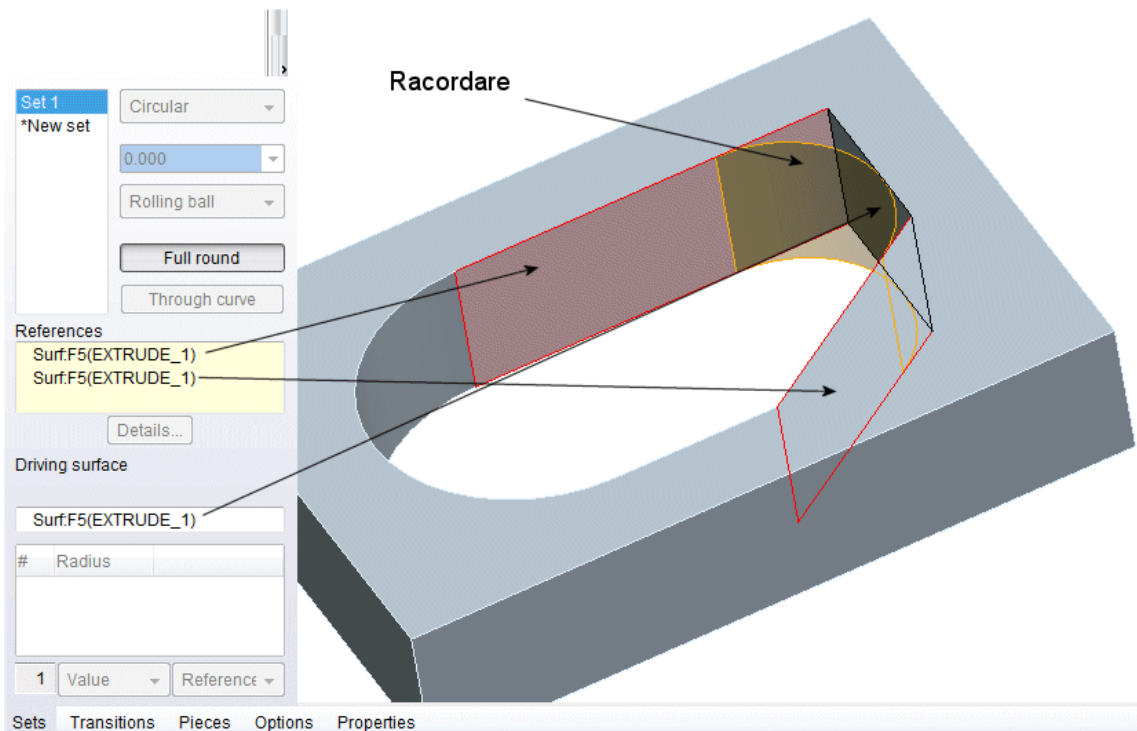 Racordare
Set 1
*New set
Circular
0.000
Rolling ball
Full round
Through curve
References
Surf:F5(EXTRUDE_1)
Surf:F5(EXTRUDE_1)
Details...
Driving surface
Surf:F5(EXTRUDE_1)
# Radius
1 Value Reference
Sets Transitions Pieces Options Properties